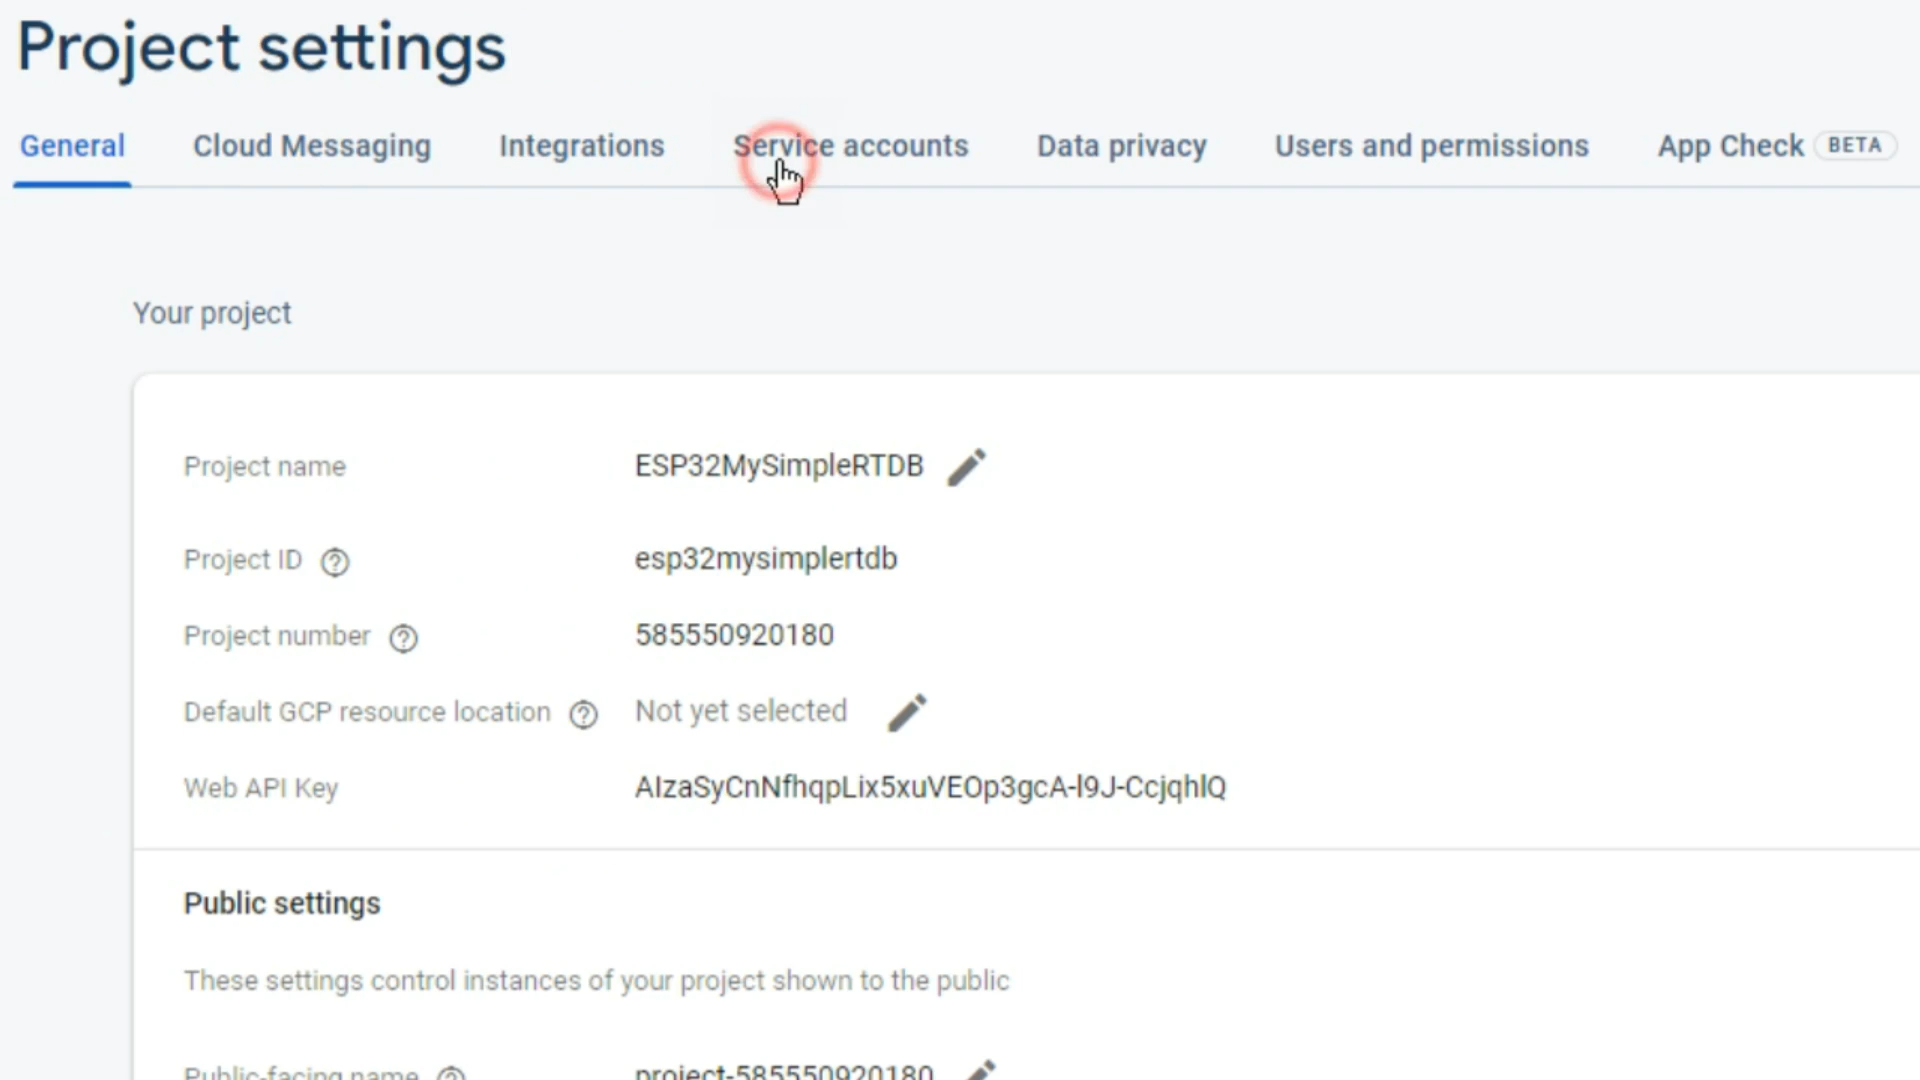 Project settings
General Cloud Messaging Integrations Service accounts Data privacy Users and permissions App Check BETA
Your project
Project name ESP32MySimpleRTDB
Project ID esp32mysimplertdb
Project number 585550920180
Default GCP resource location Not yet selected
Web API Key AIzaSyCnNfhqpLix5xuVEOp3gcA-l9J-CcjqhlQ
Public settings
These settings control instances of your project shown to the public
Public-facing name project-585550920180